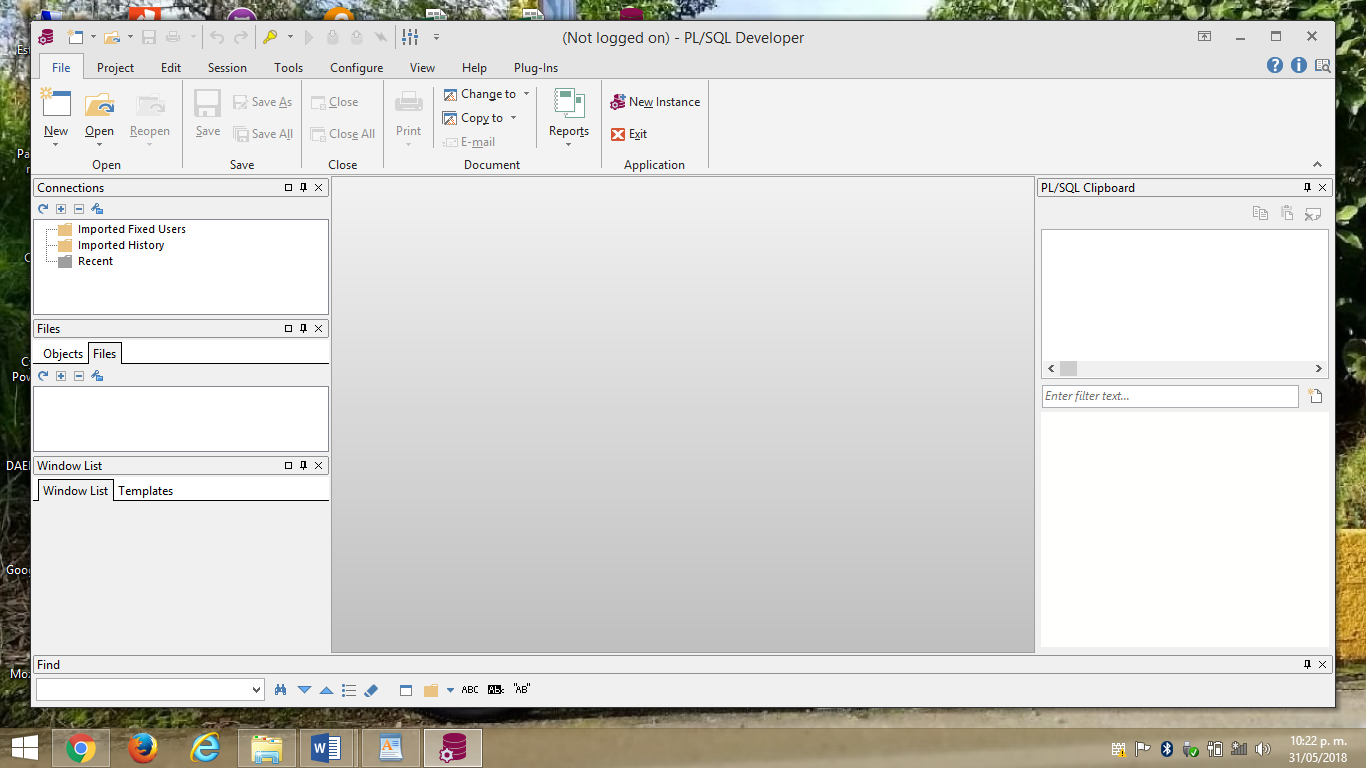 (Not logged on) - PL/SQL Developer
File Project Edit Session Tools Configure View Help Plug-Ins
New Open Reopen
Open
Save Save As Save All
Save
Close Close All
Close
Print Change to Copy to E-mail Reports
Document
New Instance
Exit
Application
Connections
Imported Fixed Users
Imported History
Recent
Files
Objects Files
Window List
Window List Templates
PL/SQL Clipboard
Enter filter text...
Find
ABC AB "AB"
DAE
Goo
Mo
10:22 p. m.
31/05/2018